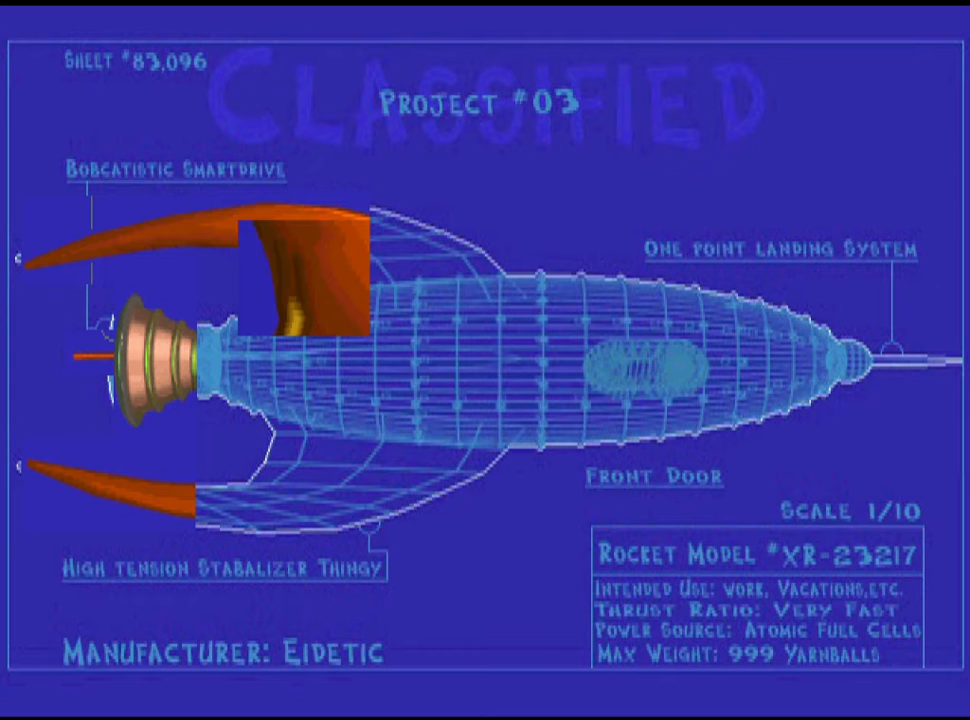 Sheet #83,096
Classified
Project #03
Bobcatistic Smartdrive
One point landing System
Front Door
Scale 1/10
High tension Stabalizer Thingy
Rocket Model #XR-23217
Intended Use: work, Vacations,etc.
Thrust Ratio: Very Fast
Power Source: Atomic Fuel Cells
Max Weight: 999 Yarnballs
Manufacturer: Eidetic